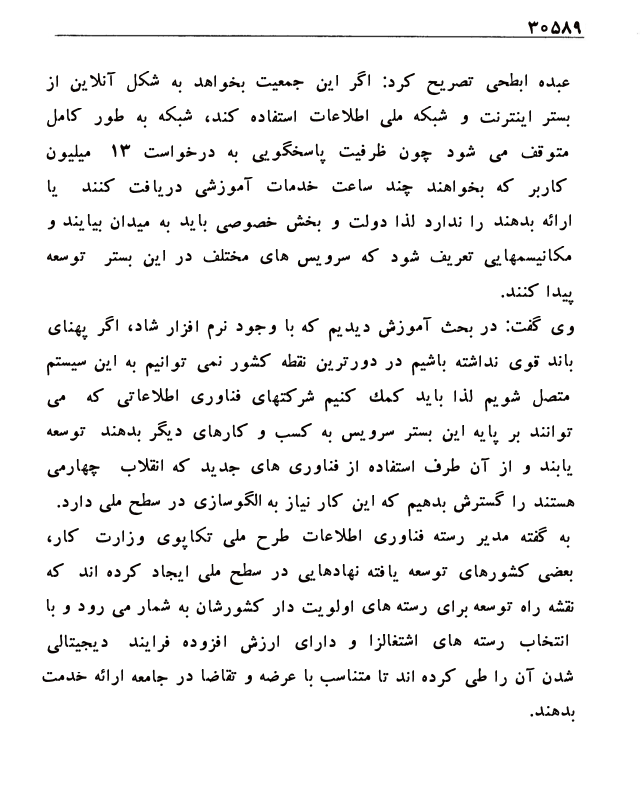 ۳۰۵۸۹
عبده ابطحی تصریح کرد: اگر این جمعیت بخواهد به شکل آنلاین از
بستر اینترنت و شبکه ملی اطلاعات استفاده کند، شبکه به طور کامل
متوقف می شود چون ظرفیت پاسخگویی به درخواست ۱۳ میلیون
کاربر که بخواهند چند ساعت خدمات آموزشی دریافت کنند یا
ارائه بدهند را ندارد لذا دولت و بخش خصوصی باید به میدان بیایند و
مکانیسمهایی تعریف شود که سرویس های مختلف در این بستر توسعه
پیدا کنند.
وی گفت: در بحث آموزش دیدیم که با وجود نرم افزار شاد، اگر پهنای
باند قوی نداشته باشیم در دورترین نقطه کشور نمی توانیم به این سیستم
متصل شویم لذا باید کمك کنیم شرکتهای فناوری اطلاعاتی که می
توانند بر پایه این بستر سرویس به کسب و کارهای دیگر بدهند توسعه
یابند و از آن طرف استفاده از فناوری های جدید که انقلاب چهارمی
هستند را گسترش بدهیم که این کار نیاز به الگوسازی در سطح ملی دارد.
به گفته مدیر رسته فناوری اطلاعات طرح ملی تکاپوی وزارت کار،
بعضی کشورهای توسعه یافته نهادهایی در سطح ملی ایجاد کرده اند که
نقشه راه توسعه برای رسته های اولویت دار کشورشان به شمار می رود و با
انتخاب رسته های اشتغالزا و دارای ارزش افزوده فرایند دیجیتالی
شدن آن را طی کرده اند تا متناسب با عرضه و تقاضا در جامعه ارائه خدمت
بدهند.